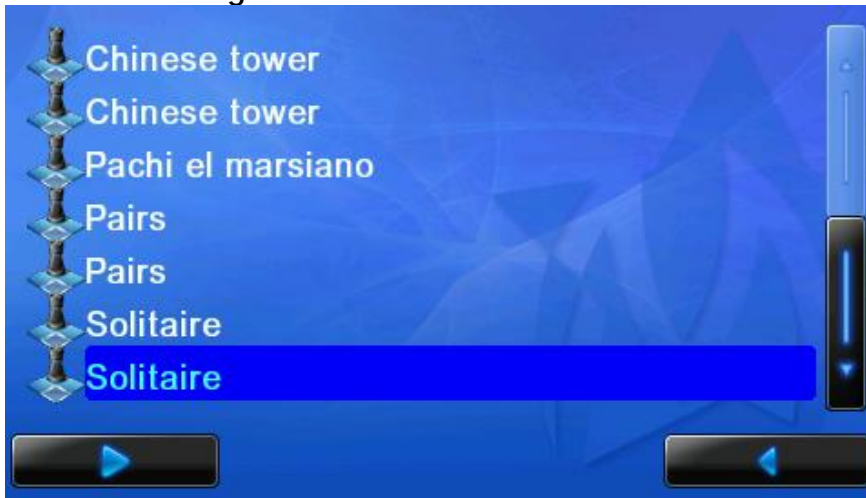 Chinese tower
Chinese tower
Pachi el marsiano
Pairs
Pairs
Solitaire
Solitaire